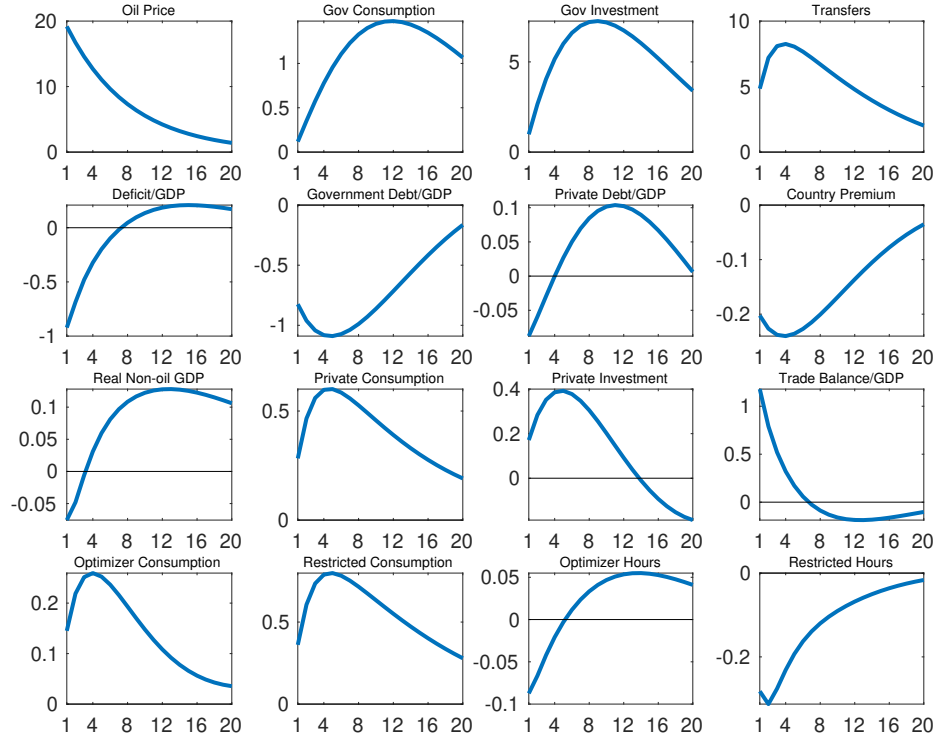 Oil Price
20
10
0
1 4 8 12 16 20
Gov Consumption
1
0.5
0
1 4 8 12 16 20
Gov Investment
5
0
1 4 8 12 16 20
Transfers
10
5
0
1 4 8 12 16 20
Deficit/GDP
0
-0.5
-1
1 4 8 12 16 20
Government Debt/GDP
0
-0.5
-1
1 4 8 12 16 20
Private Debt/GDP
0.1
0.05
0
-0.05
1 4 8 12 16 20
Country Premium
0
-0.1
-0.2
1 4 8 12 16 20
Real Non-oil GDP
0.1
0.05
0
-0.05
1 4 8 12 16 20
Private Consumption
0.5
0
1 4 8 12 16 20
Private Investment
0.4
0.2
0
1 4 8 12 16 20
Trade Balance/GDP
1
0.5
0
1 4 8 12 16 20
Optimizer Consumption
0.2
0.1
0
1 4 8 12 16 20
Restricted Consumption
0.5
0
1 4 8 12 16 20
Optimizer Hours
0.05
0
-0.05
-0.1
1 4 8 12 16 20
Restricted Hours
0
-0.2
1 4 8 12 16 20